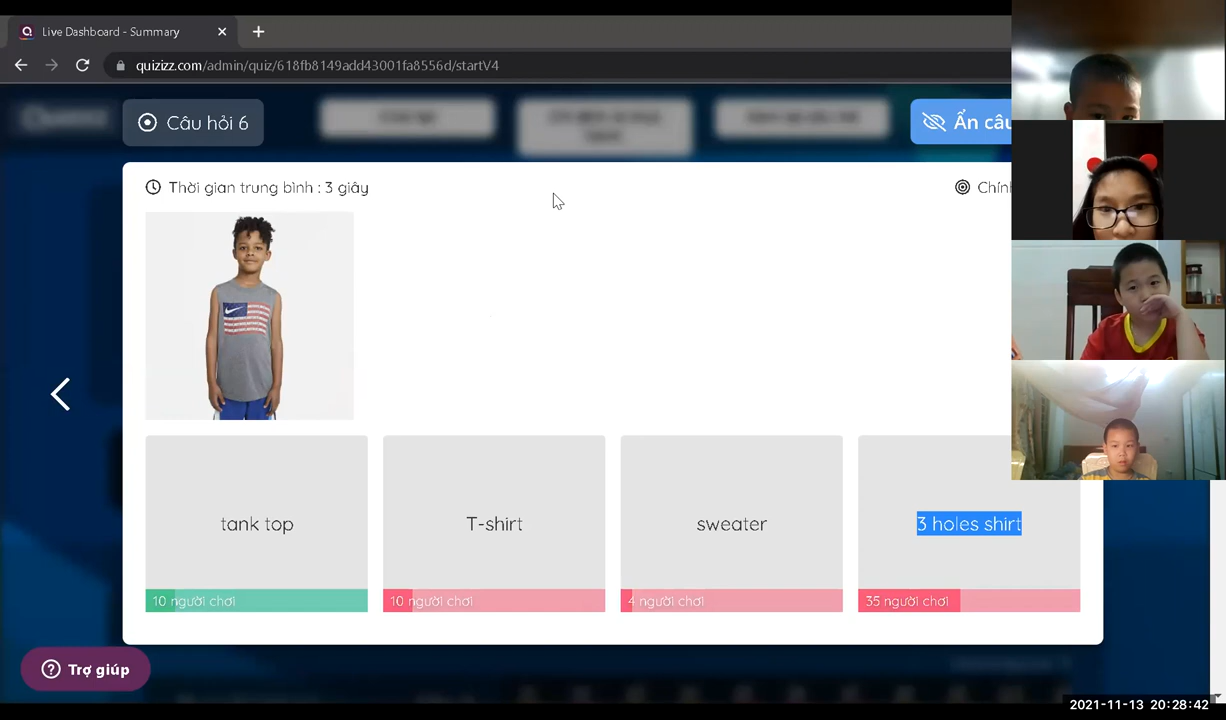 Live Dashboard - Summary
quizizz.com/admin/quiz/618fb8149add43001fa8556d/startV4
Câu hỏi 6
Ẩn câu
Thời gian trung bình : 3 giây
Chính
tank top
T-shirt
sweater
3 holes shirt
10 người chơi
10 người chơi
4 người chơi
35 người chơi
Trợ giúp
2021-11-13 20:28:42